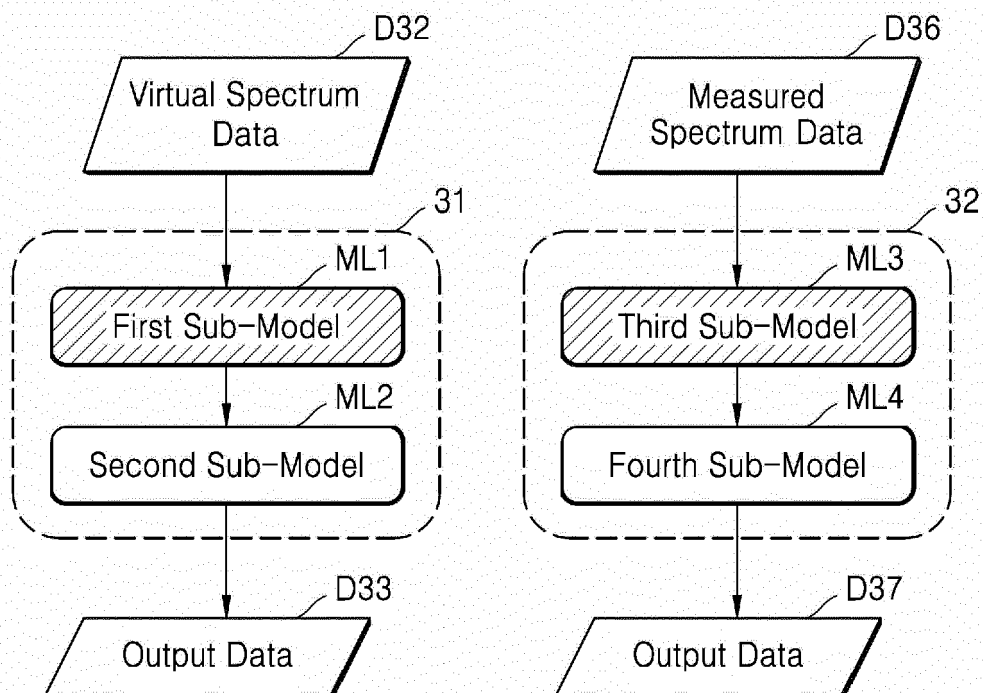 D32
Virtual Spectrum
Data
31
ML1
First Sub-Model
ML2
Second Sub-Model
D33
Output Data
D36
Measured
Spectrum Data
32
ML3
Third Sub-Model
ML4
Fourth Sub-Model
D37
Output Data